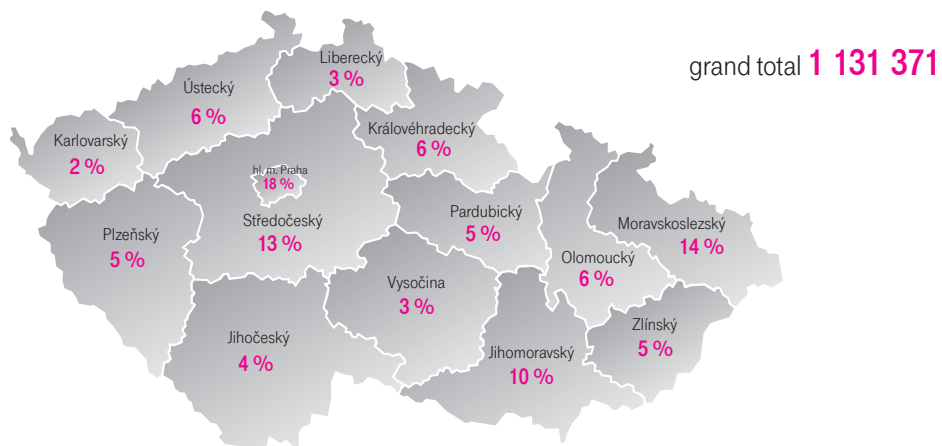 grand total 1 131 371
Liberecký
3 %
Ústecký
6 %
Karlovarský
2 %
Královéhradecký
6 %
hl. m. Praha
18 %
Středočeský
13 %
Plzeňský
5 %
Pardubický
5 %
Moravskoslezský
14 %
Olomoucký
6 %
Vysočina
3 %
Jihočeský
4 %
Jihomoravský
10 %
Zlínský
5 %